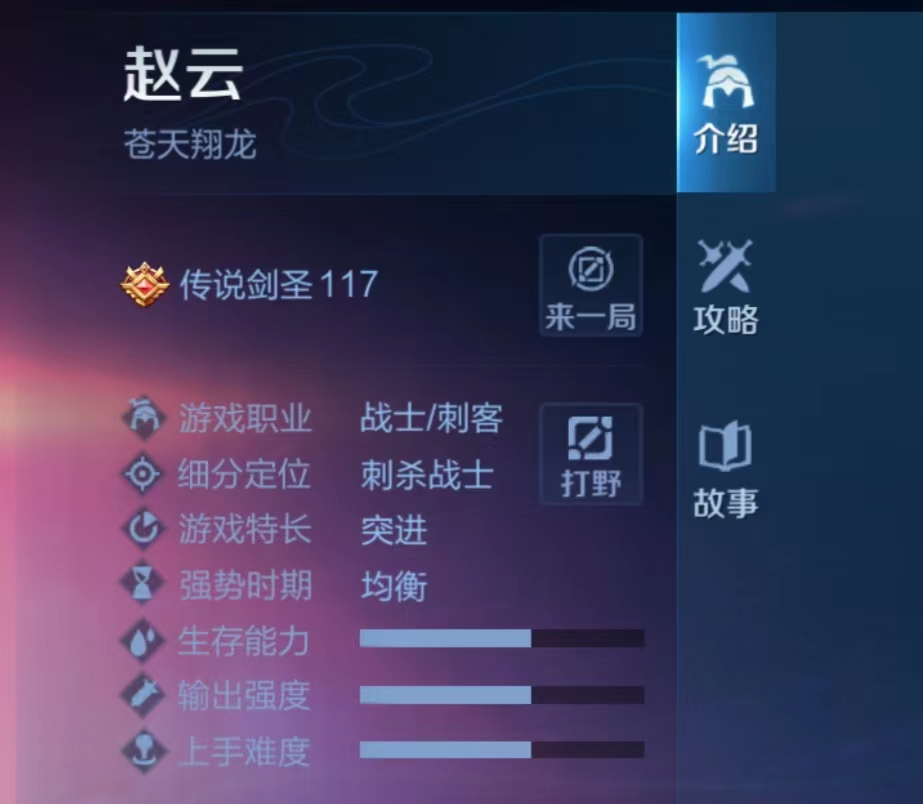 赵云
苍天翔龙
介绍
传说剑圣117
来一局
攻略
游戏职业 战士/刺客
细分定位 刺杀战士
打野
游戏特长 突进
故事
强势时期 均衡
生存能力
输出强度
上手难度